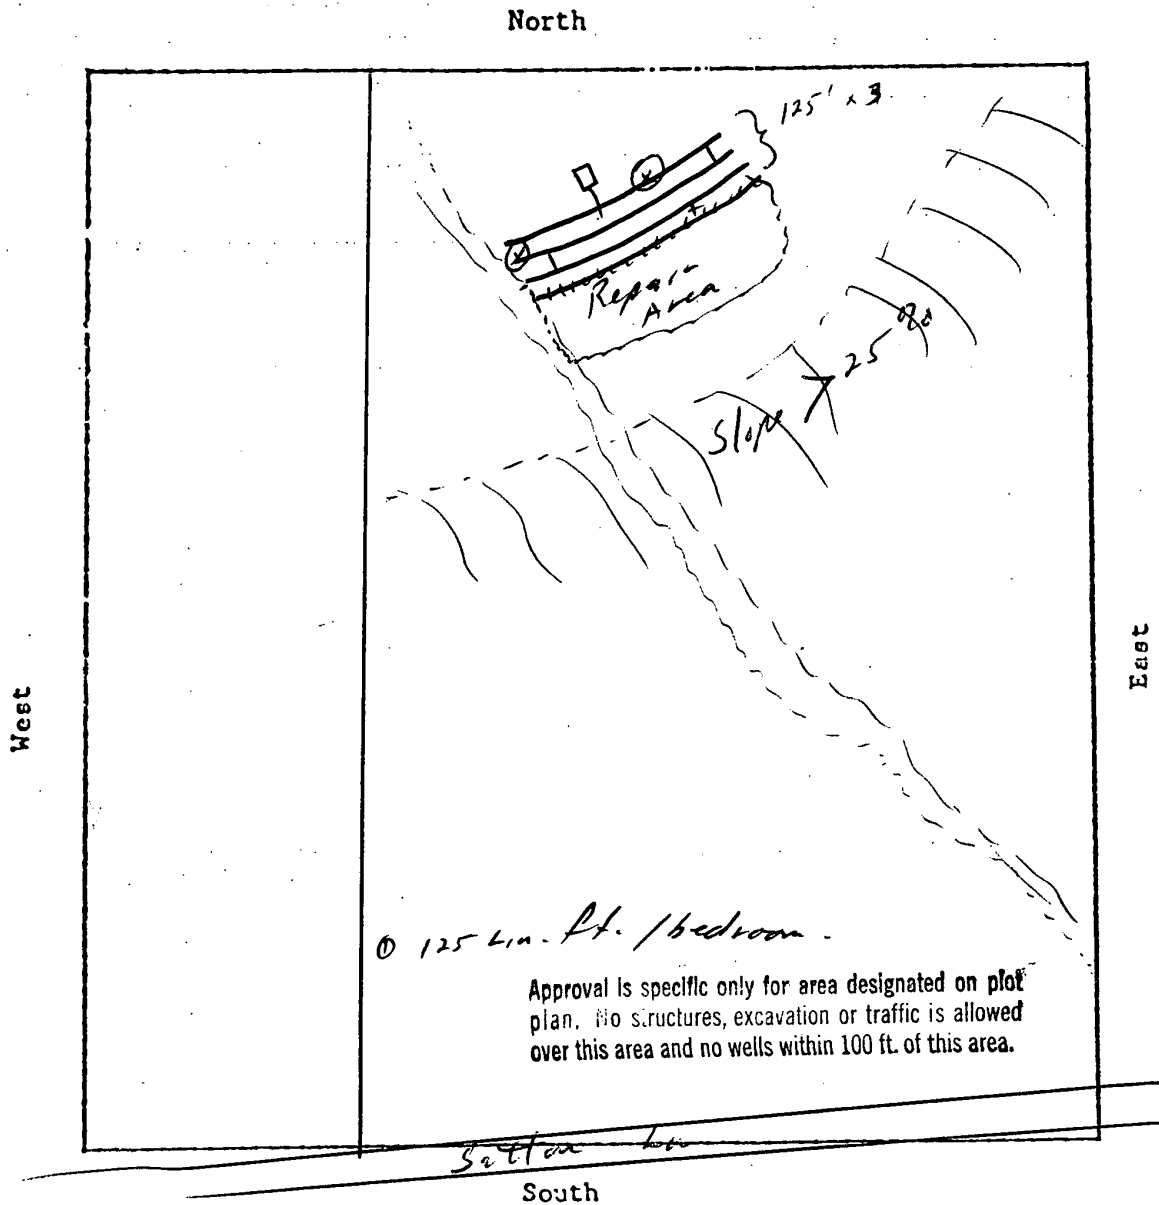 North
125' x 3
Repair
Area
Slope > 25 %
West
East
① 125 Lin. ft. / bedroom.
Approval is specific only for area designated on plot
plan. No structures, excavation or traffic is allowed
over this area and no wells within 100 ft. of this area.
South